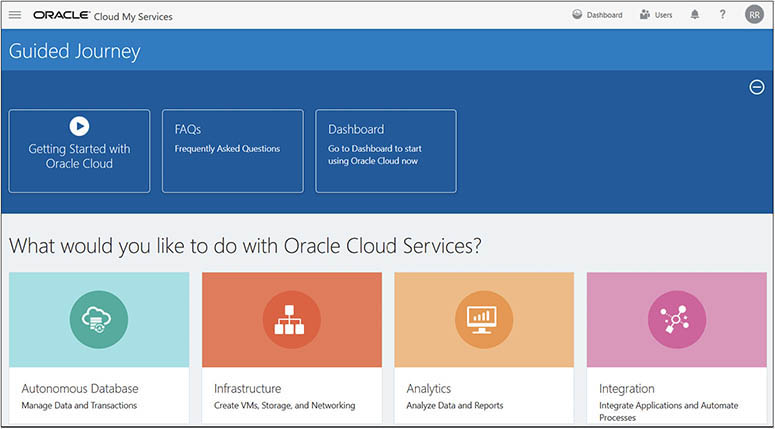 ORACLE Cloud My Services
Dashboard
Users
?
RR
Guided Journey
Getting Started with
Oracle Cloud
FAQs
Frequently Asked Questions
Dashboard
Go to Dashboard to start
using Oracle Cloud now
What would you like to do with Oracle Cloud Services?
Autonomous Database
Manage Data and Transactions
Infrastructure
Create VMs, Storage, and Networking
Analytics
Analyze Data and Reports
Integration
Integrate Applications and Automate
Processes